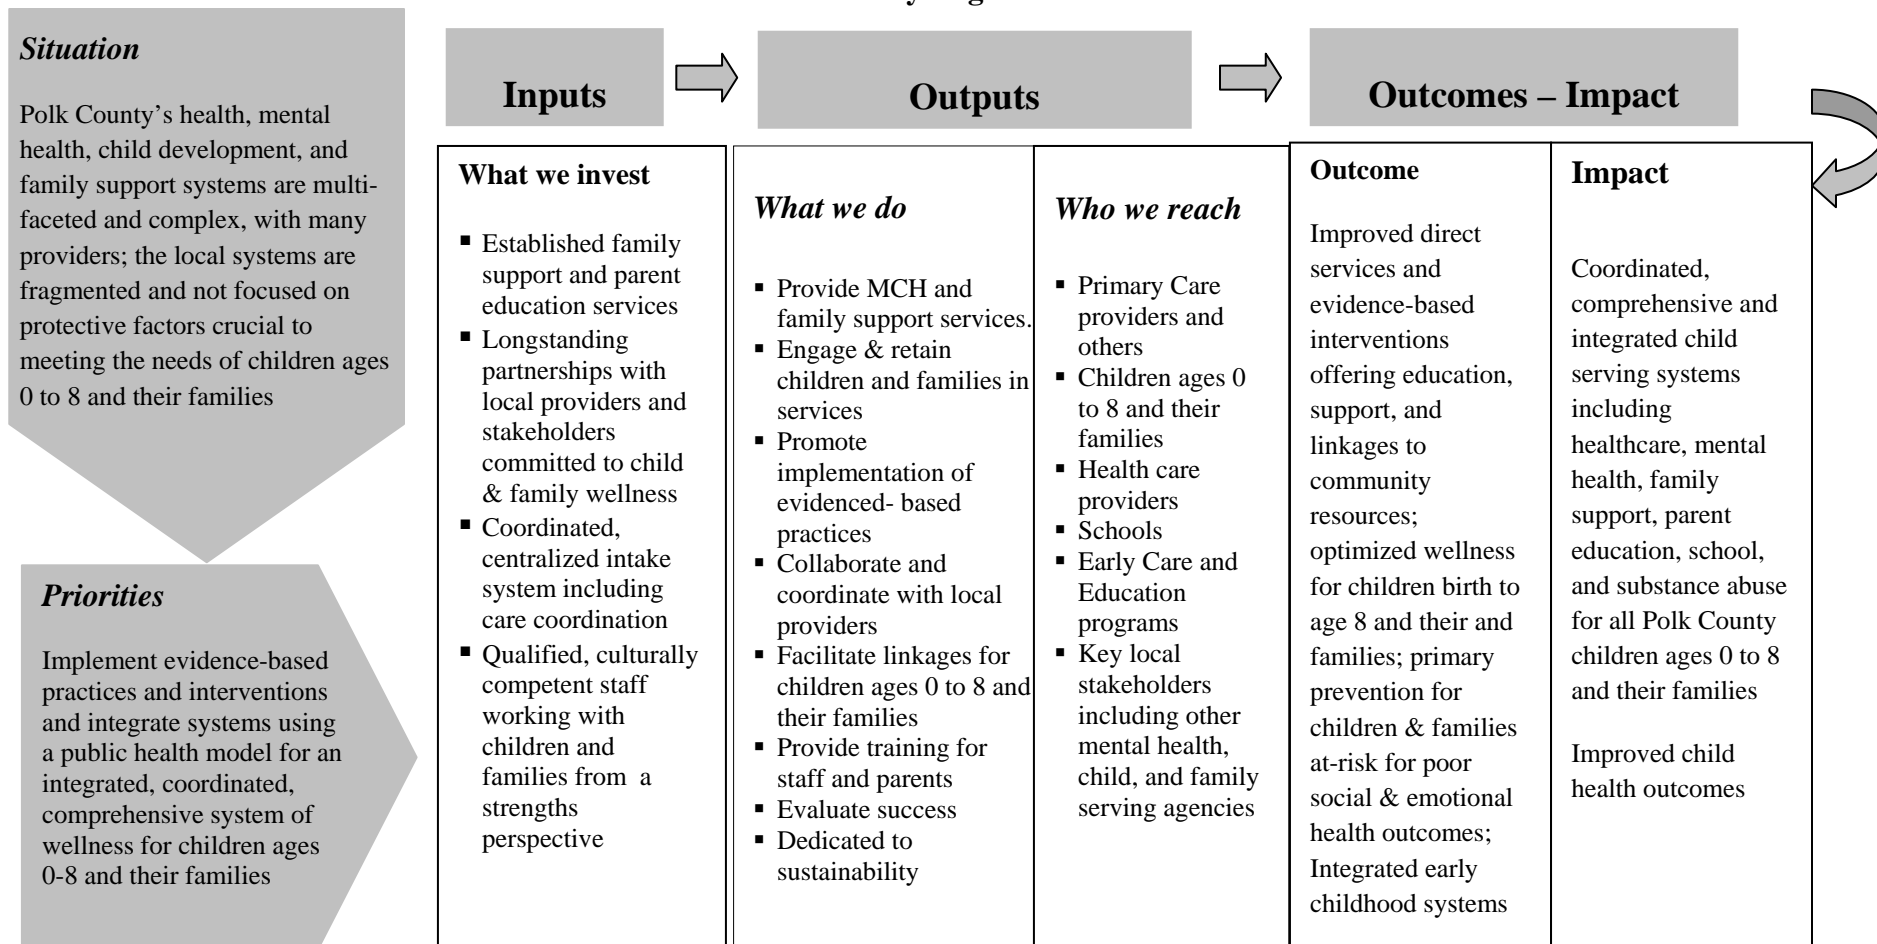 Situation
Polk County’s health, mental
health, child development, and
family support systems are multi-
faceted and complex, with many
providers; the local systems are
fragmented and not focused on
protective factors crucial to
meeting the needs of children ages
0 to 8 and their families
Priorities
Implement evidence-based
practices and interventions
and integrate systems using
a public health model for an
integrated, coordinated,
comprehensive system of
wellness for children ages
0-8 and their families
Inputs
What we invest
▪ Established family
support and parent
education services
▪ Longstanding
partnerships with
local providers and
stakeholders
committed to child
& family wellness
▪ Coordinated,
centralized intake
system including
care coordination
▪ Qualified, culturally
competent staff
working with
children and
families from a
strengths
perspective
Outputs
What we do
▪ Provide MCH and
family support services.
▪ Engage & retain
children and families in
services
▪ Promote
implementation of
evidenced- based
practices
▪ Collaborate and
coordinate with local
providers
▪ Facilitate linkages for
children ages 0 to 8 and
their families
▪ Provide training for
staff and parents
▪ Evaluate success
▪ Dedicated to
sustainability
Who we reach
▪ Primary Care
providers and
others
▪ Children ages 0
to 8 and their
families
▪ Health care
providers
▪ Schools
▪ Early Care and
Education
programs
▪ Key local
stakeholders
including other
mental health,
child, and family
serving agencies
Outcomes – Impact
Outcome
Improved direct
services and
evidence-based
interventions
offering education,
support, and
linkages to
community
resources;
optimized wellness
for children birth to
age 8 and their and
families; primary
prevention for
children & families
at-risk for poor
social & emotional
health outcomes;
Integrated early
childhood systems
Impact
Coordinated,
comprehensive and
integrated child
serving systems
including
healthcare, mental
health, family
support, parent
education, school,
and substance abuse
for all Polk County
children ages 0 to 8
and their families
Improved child
health outcomes